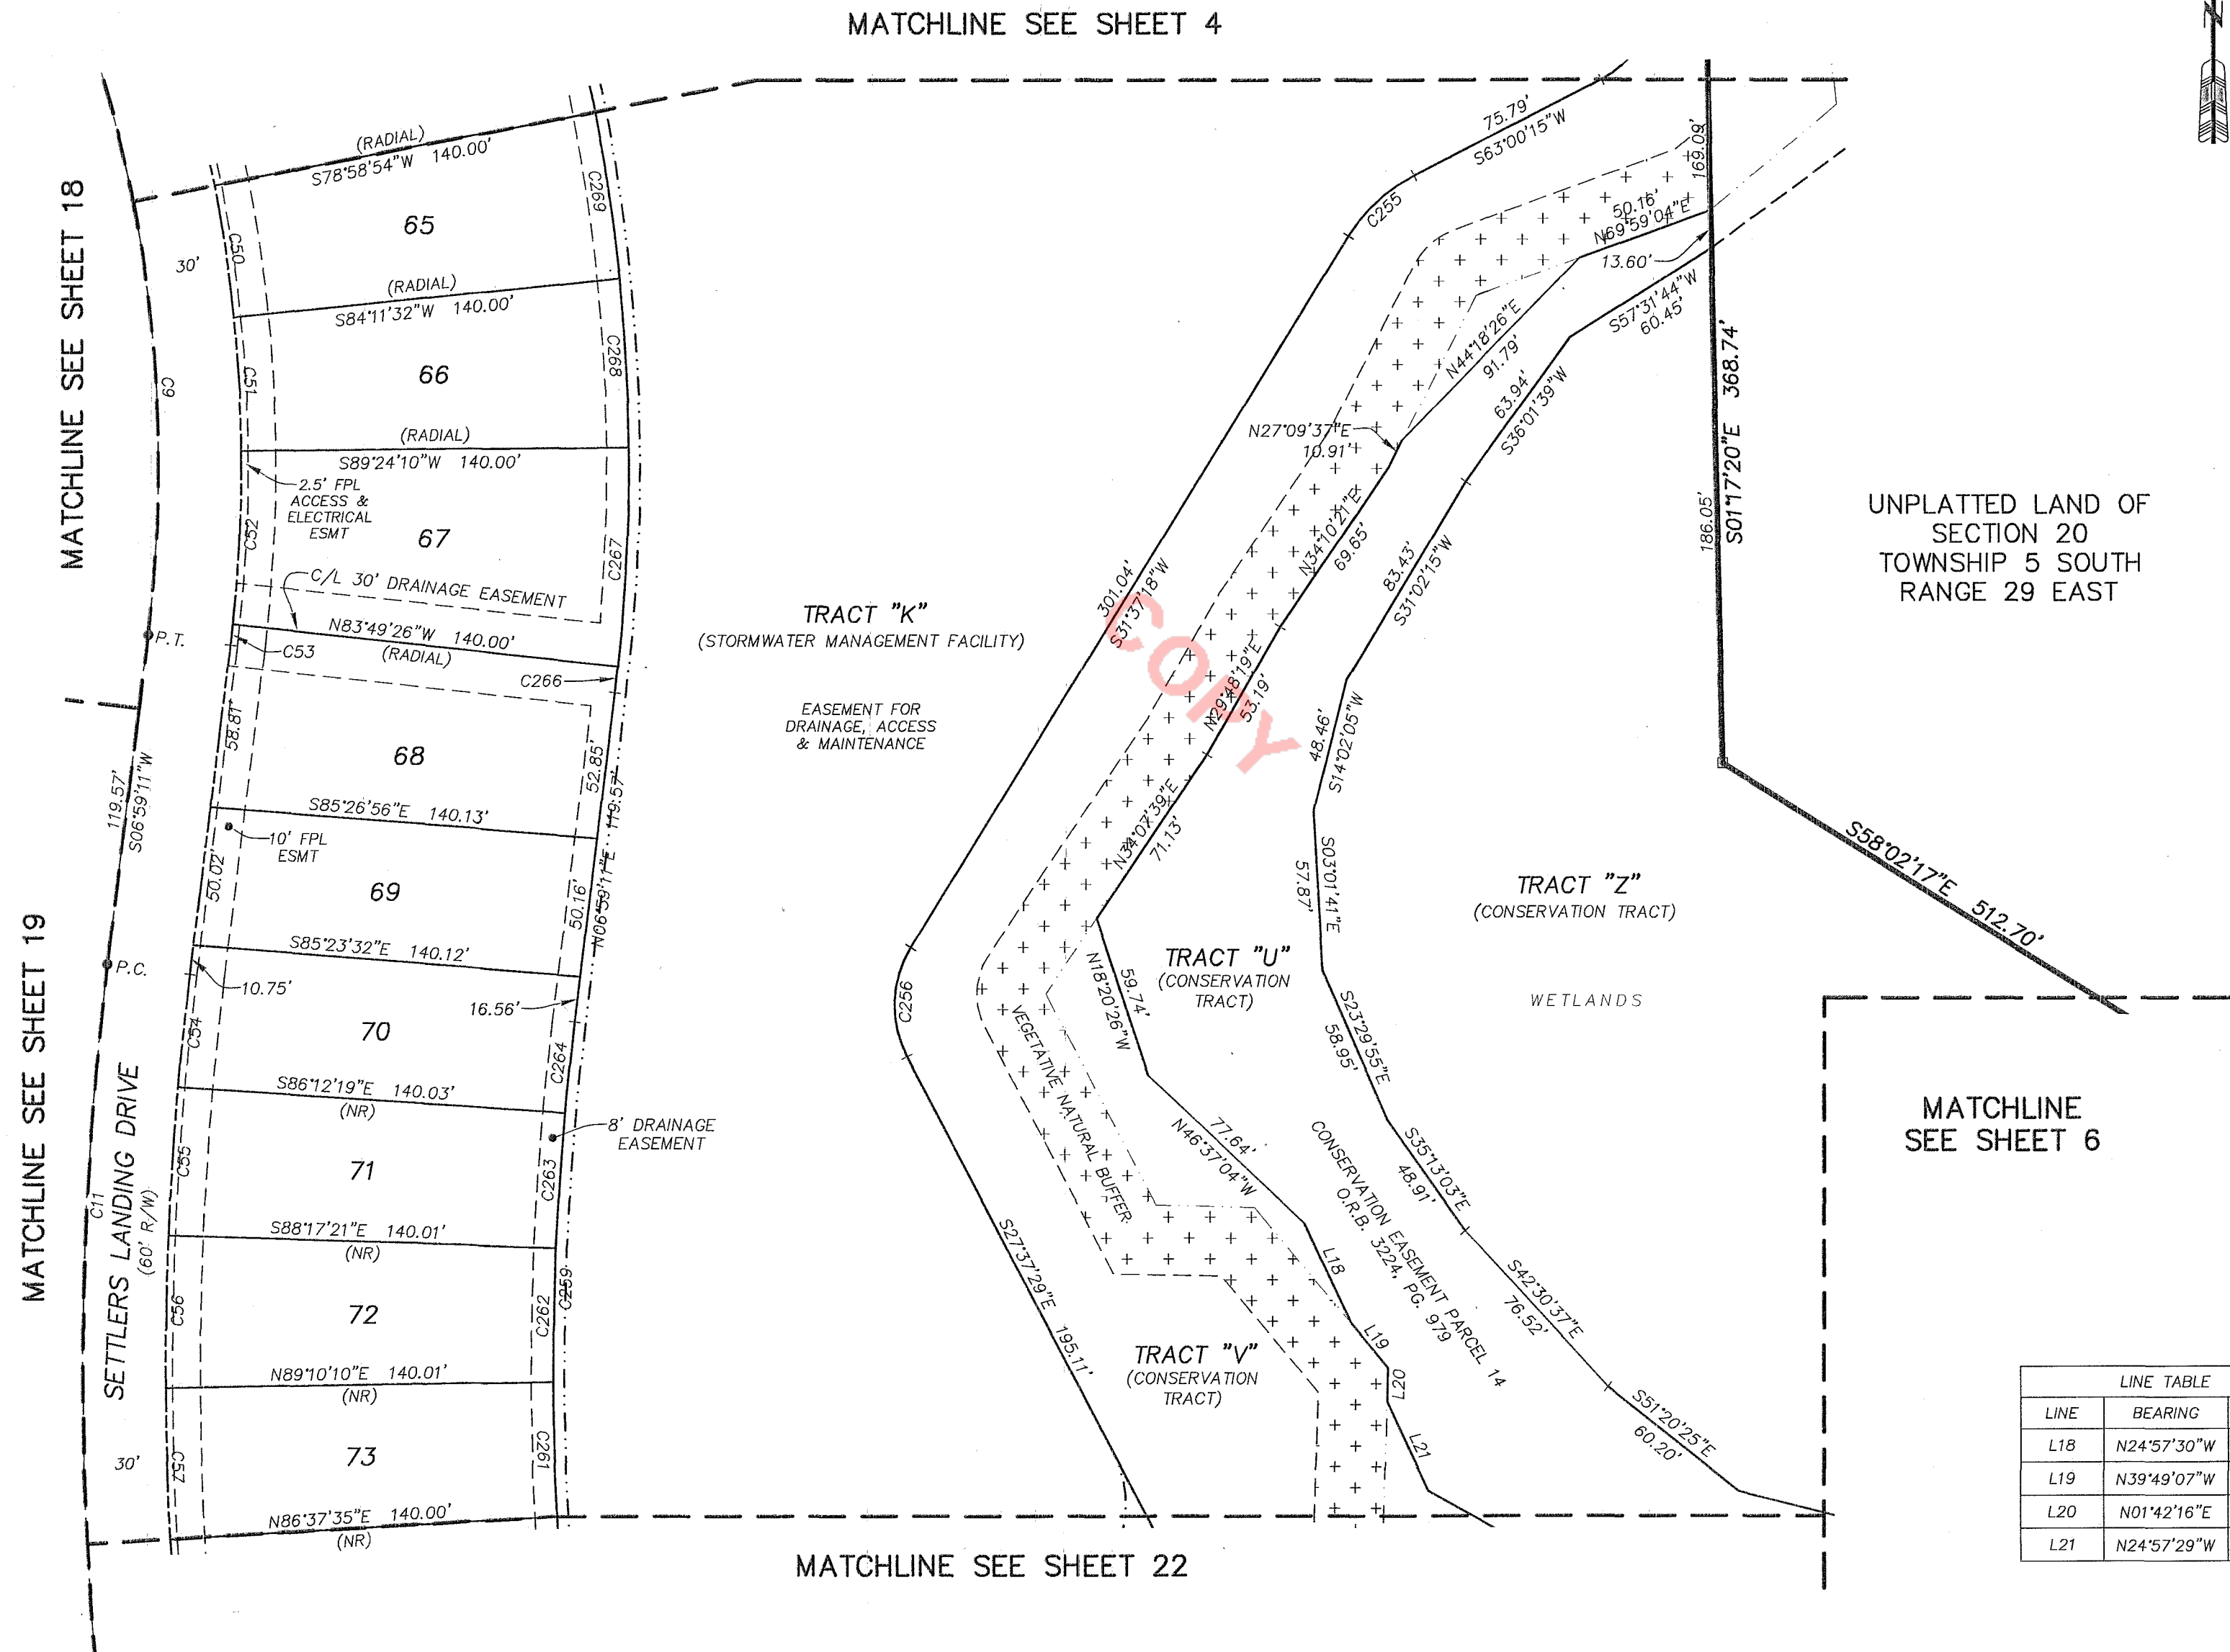 MATCHLINE SEE SHEET 4
N
MATCHLINE SEE SHEET 18
MATCHLINE SEE SHEET 19
(RADIAL)
S78°58'54"W 140.00'
65
C50
C269
30'
(RADIAL)
S84°11'32"W 140.00'
C9
C51
66
C268
(RADIAL)
S89°24'10"W 140.00'
2.5' FPL
ACCESS &
ELECTRICAL
ESMT
C52
67
C267
C/L 30' DRAINAGE EASEMENT
N83°49'26"W 140.00'
(RADIAL)
P.T.
C53
C266
58.81'
68
52.85'
119.57'
S06°59'11"W
N06°59'11"E 119.57'
S85°26'56"E 140.13'
10' FPL
ESMT
50.02'
69
50.16'
S85°23'32"E 140.12'
P.C.
10.75'
16.56'
C54
70
C264
S86°12'19"E 140.03'
(NR)
8' DRAINAGE
EASEMENT
C55
71
C263
C11
SETTLERS LANDING DRIVE
(60' R/W)
S88°17'21"E 140.01'
(NR)
C56
72
C262
C259
N89°10'10"E 140.01'
(NR)
30'
C57
73
C261
N86°37'35"E 140.00'
(NR)
TRACT "K"
(STORMWATER MANAGEMENT FACILITY)
EASEMENT FOR
DRAINAGE, ACCESS
& MAINTENANCE
75.79'
S63°00'15"W
C255
301.04'
S31°37'18"W
C256
S27°37'29"E 195.11'
169.09'
50.16'
N69°59'04"E
13.60'
S57°31'44"W
60.45'
N44°18'26"E
91.79'
63.94'
S36°01'39"W
N27°09'37"E
10.91'
N34°10'21"E
69.65'
83.43'
S31°02'15"W
N29°48'19"E
53.19'
48.46'
S14°02'05"W
N34°07'39"E
71.13'
S03°01'41"E
57.87'
COPY
186.05'
S01°17'20"E 368.74'
UNPLATTED LAND OF
SECTION 20
TOWNSHIP 5 SOUTH
RANGE 29 EAST
S58°02'17"E 512.70'
TRACT "Z"
(CONSERVATION TRACT)
WETLANDS
TRACT "U"
(CONSERVATION
TRACT)
59.74'
N18°20'26"W
S23°29'55"E
58.95'
VEGETATIVE NATURAL BUFFER
77.64'
N46°37'04"W
CONSERVATION EASEMENT PARCEL 14
O.R.B. 3224, PG. 979
S35°13'03"E
48.91'
L18
S42°30'37"E
76.52'
L19
L20
L21
S51°20'25"E
60.20'
TRACT "V"
(CONSERVATION
TRACT)
MATCHLINE
SEE SHEET 6
LINE TABLE
LINE BEARING
L18 N24°57'30"W
L19 N39°49'07"W
L20 N01°42'16"E
L21 N24°57'29"W
MATCHLINE SEE SHEET 22